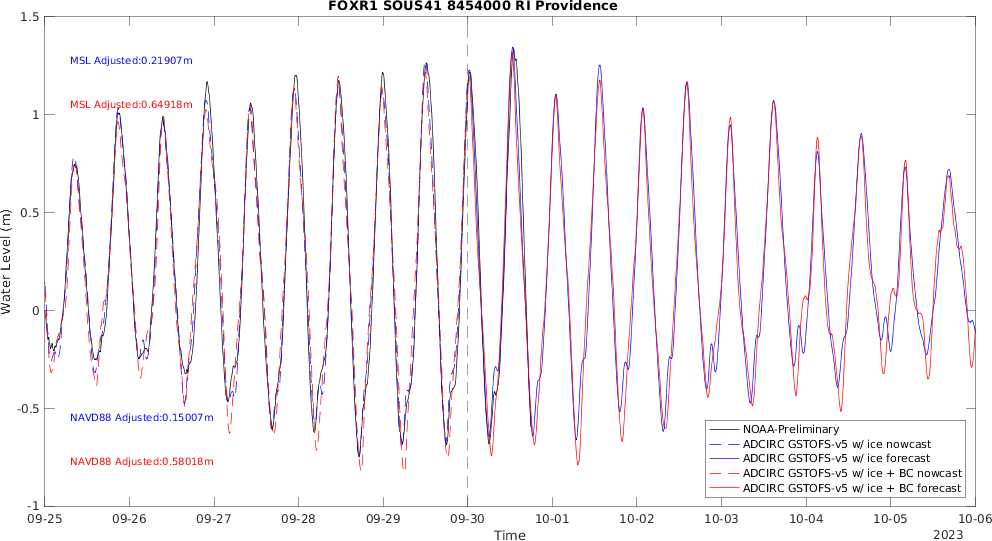 FOXR1 SOUS41 8454000 RI Providence
1.5
1
0.5
0
-0.5
-1
Water Level (m)
MSL Adjusted:0.21907m
MSL Adjusted:0.64918m
NAVD88 Adjusted:0.15007m
NAVD88 Adjusted:0.58018m
NOAA-Preliminary
ADCIRC GSTOFS-v5 w/ ice nowcast
ADCIRC GSTOFS-v5 w/ ice forecast
ADCIRC GSTOFS-v5 w/ ice + BC nowcast
ADCIRC GSTOFS-v5 w/ ice + BC forecast
09-25 09-26 09-27 09-28 09-29 09-30 10-01 10-02 10-03 10-04 10-05 10-06
Time
2023